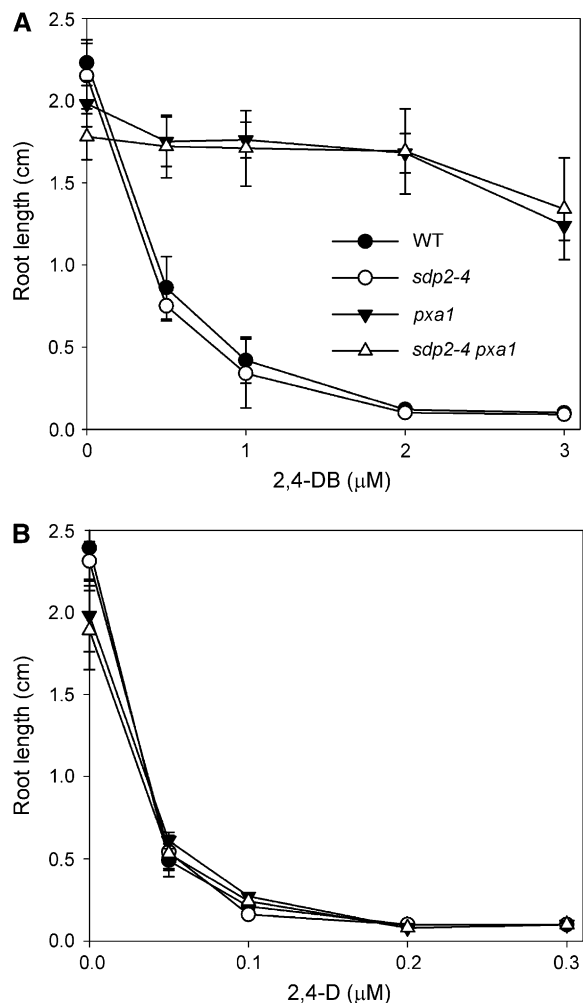 A
2.5
2.0
1.5
1.0
0.5
0.0
Root length (cm)
WT
sdp2-4
pxa1
sdp2-4 pxa1
0 1 2 3
2,4-DB (μM)
B
2.5
2.0
1.5
1.0
0.5
0.0
Root length (cm)
0.0 0.1 0.2 0.3
2,4-D (μM)